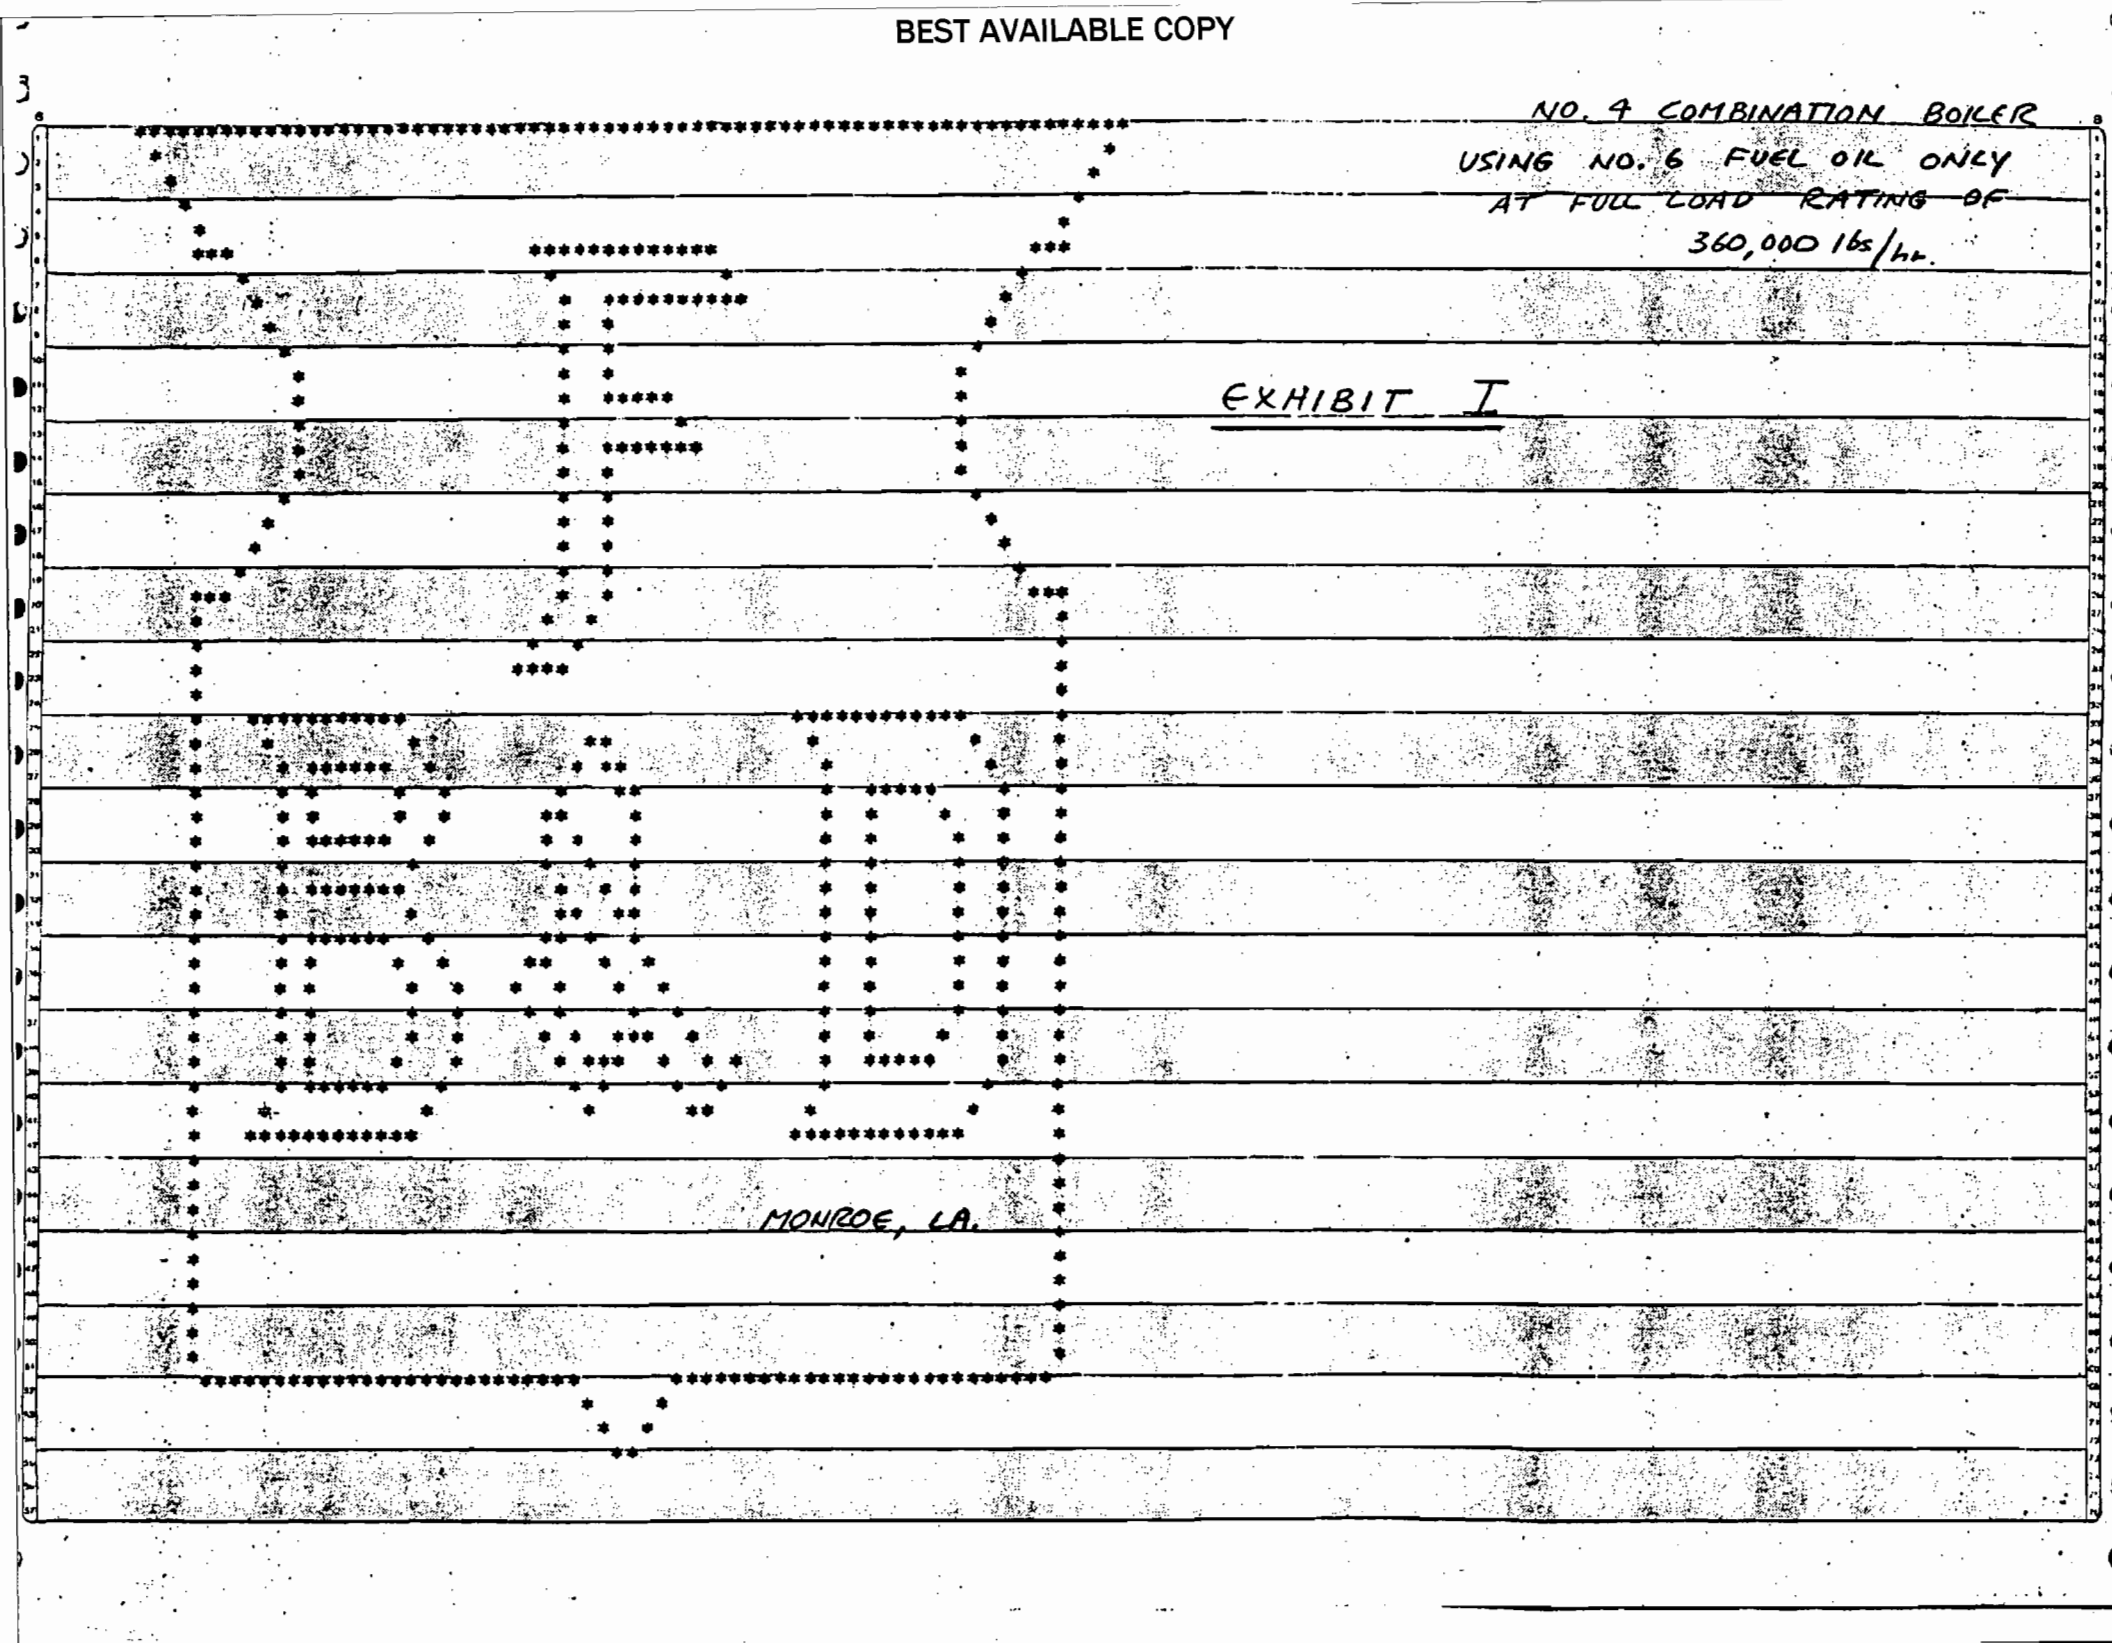 BEST AVAILABLE COPY
NO. 4 COMBINATION BOILER
USING NO. 6 FUEL OIL ONLY
AT FULL LOAD RATING OF
360,000 lbs/hr.
EXHIBIT I
F
B & D
MONROE, LA.